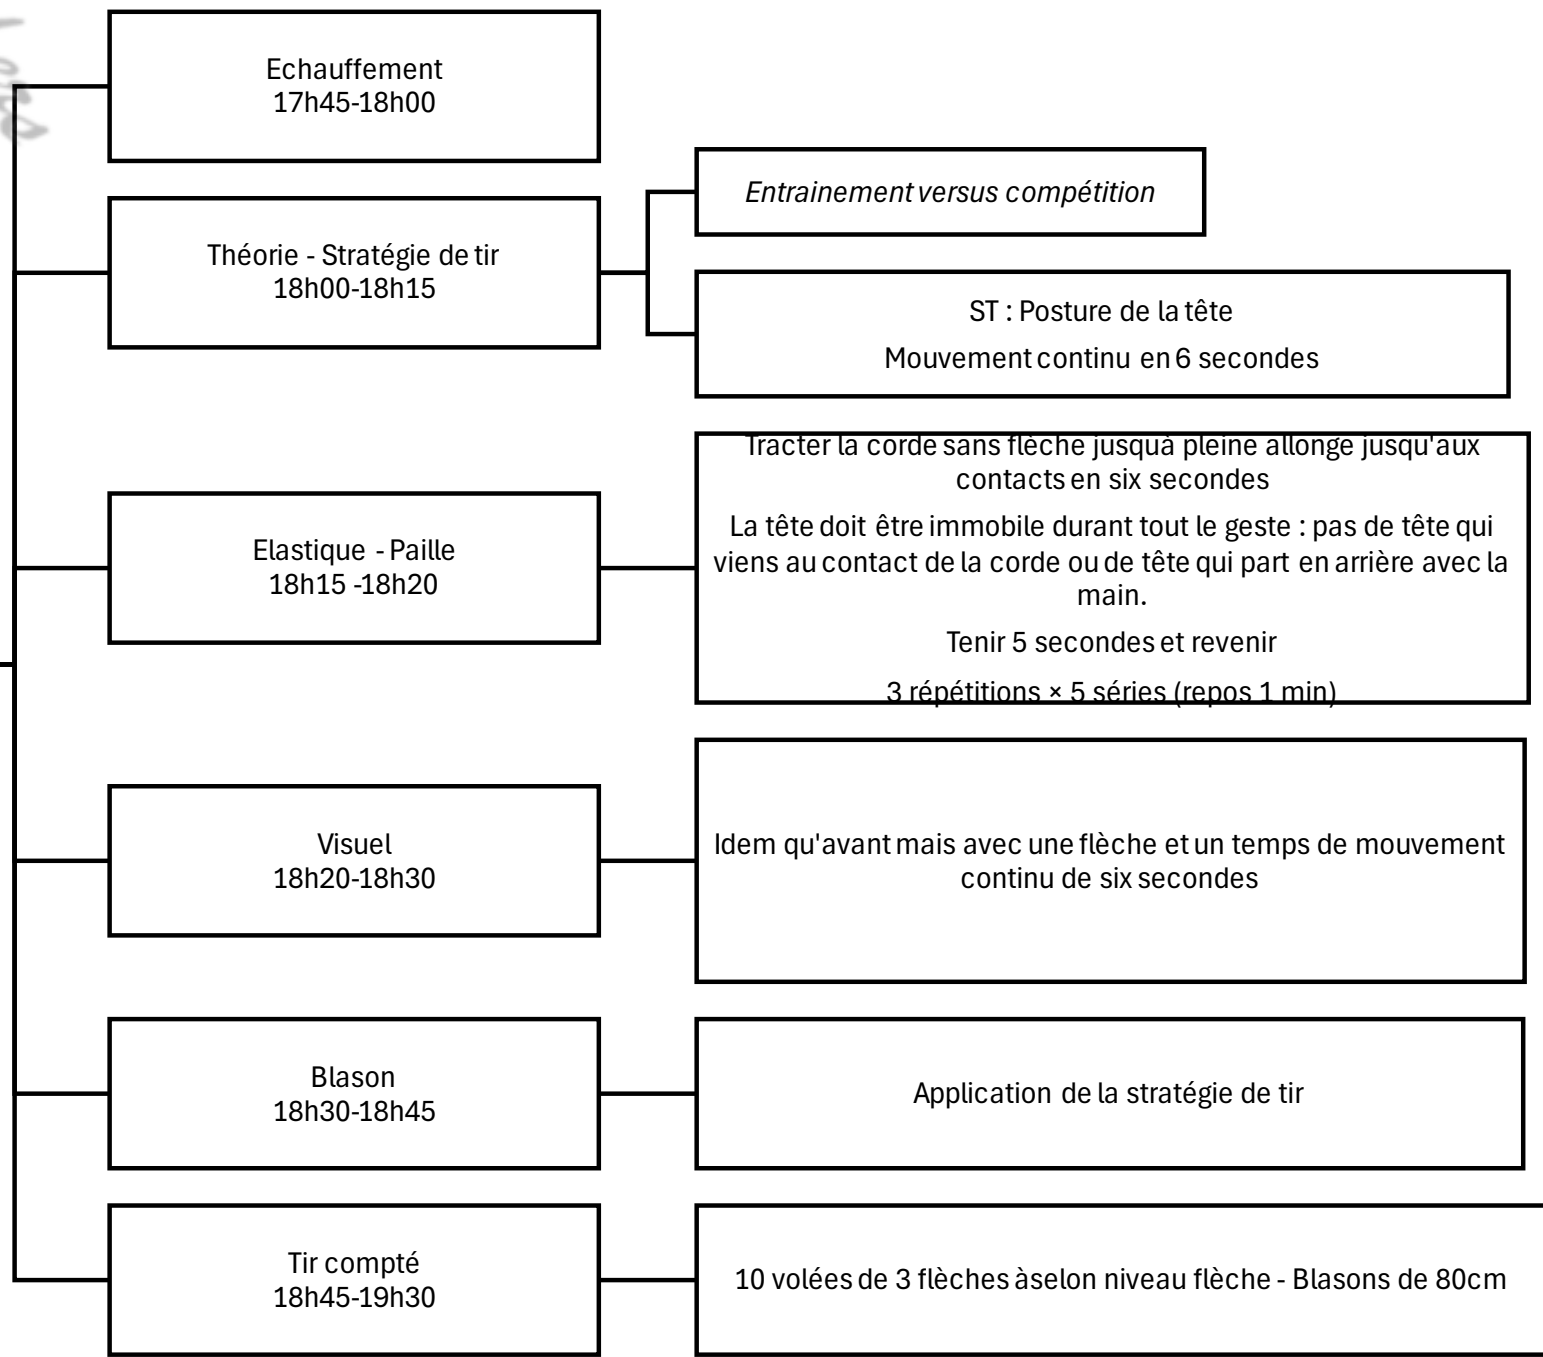 Echauffement
17h45-18h00
Théorie - Stratégie de tir
18h00-18h15
Entrainement versus compétition
ST : Posture de la tête
Mouvement continu en 6 secondes
Elastique - Paille
18h15 -18h20
Tracter la corde sans flèche jusquà pleine allonge jusqu'aux
contacts en six secondes
La tête doit être immobile durant tout le geste : pas de tête qui
viens au contact de la corde ou de tête qui part en arrière avec la
main.
Tenir 5 secondes et revenir
3 répétitions × 5 séries (repos 1 min)
Visuel
18h20-18h30
Idem qu'avant mais avec une flèche et un temps de mouvement
continu de six secondes
Blason
18h30-18h45
Application de la stratégie de tir
Tir compté
18h45-19h30
10 volées de 3 flèches àselon niveau flèche - Blasons de 80cm